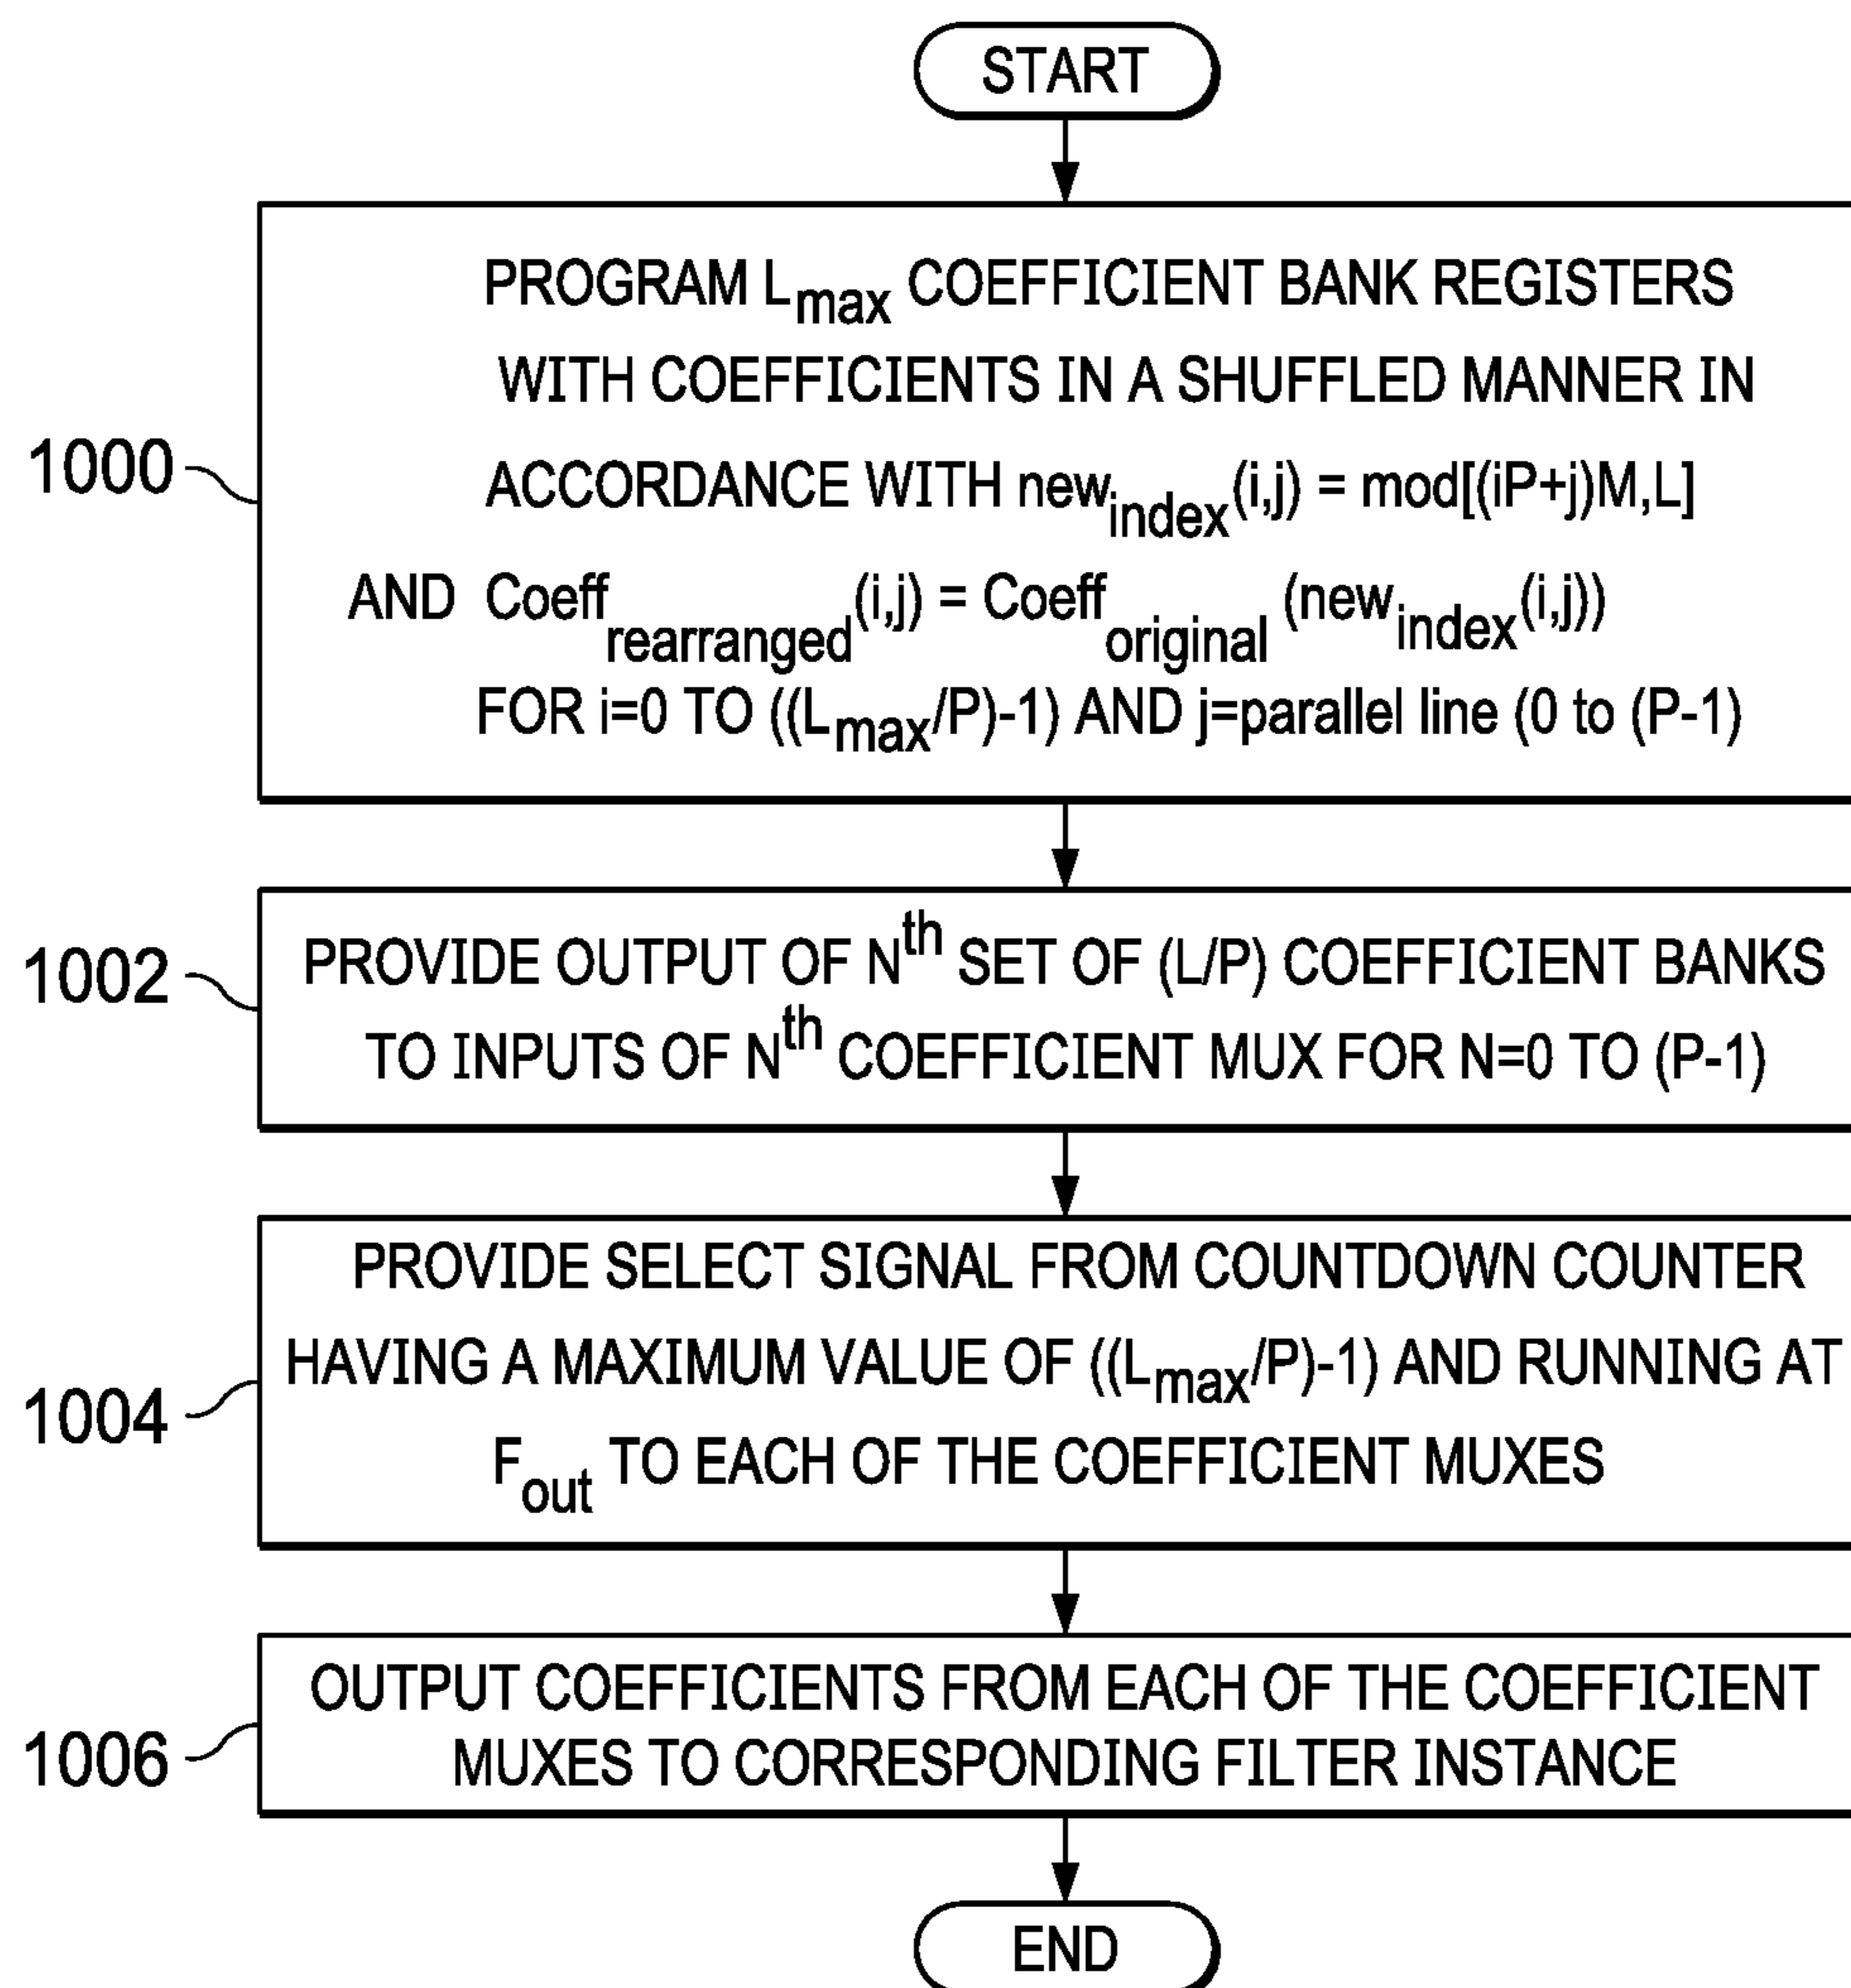 START
PROGRAM Lmax COEFFICIENT BANK REGISTERS
WITH COEFFICIENTS IN A SHUFFLED MANNER IN
1000
ACCORDANCE WITH newindex(i,j) = mod[(iP+j)M,L]
AND Coeffrearranged(i,j) = Coefforiginal (newindex(i,j))
FOR i=0 TO ((Lmax/P)-1) AND j=parallel line (0 to (P-1)
1002
PROVIDE OUTPUT OF Nth SET OF (L/P) COEFFICIENT BANKS
TO INPUTS OF Nth COEFFICIENT MUX FOR N=0 TO (P-1)
PROVIDE SELECT SIGNAL FROM COUNTDOWN COUNTER
HAVING A MAXIMUM VALUE OF ((Lmax/P)-1) AND RUNNING AT
1004
Fout TO EACH OF THE COEFFICIENT MUXES
OUTPUT COEFFICIENTS FROM EACH OF THE COEFFICIENT
1006
MUXES TO CORRESPONDING FILTER INSTANCE
END